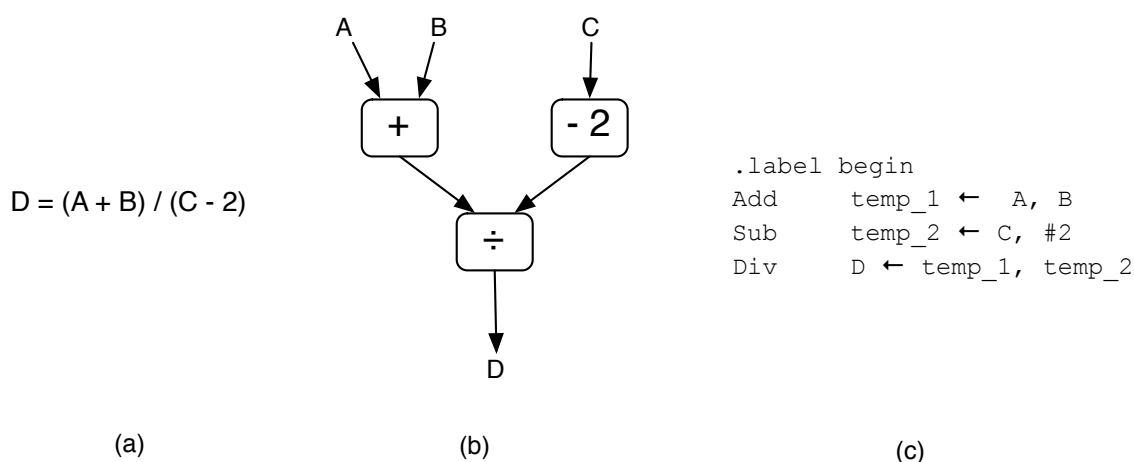 D = (A + B) / (C - 2)
(a)
A B C
+ - 2
÷
D
(b)
.label begin
Add temp_1 ← A, B
Sub temp_2 ← C, #2
Div D ← temp_1, temp_2
(c)